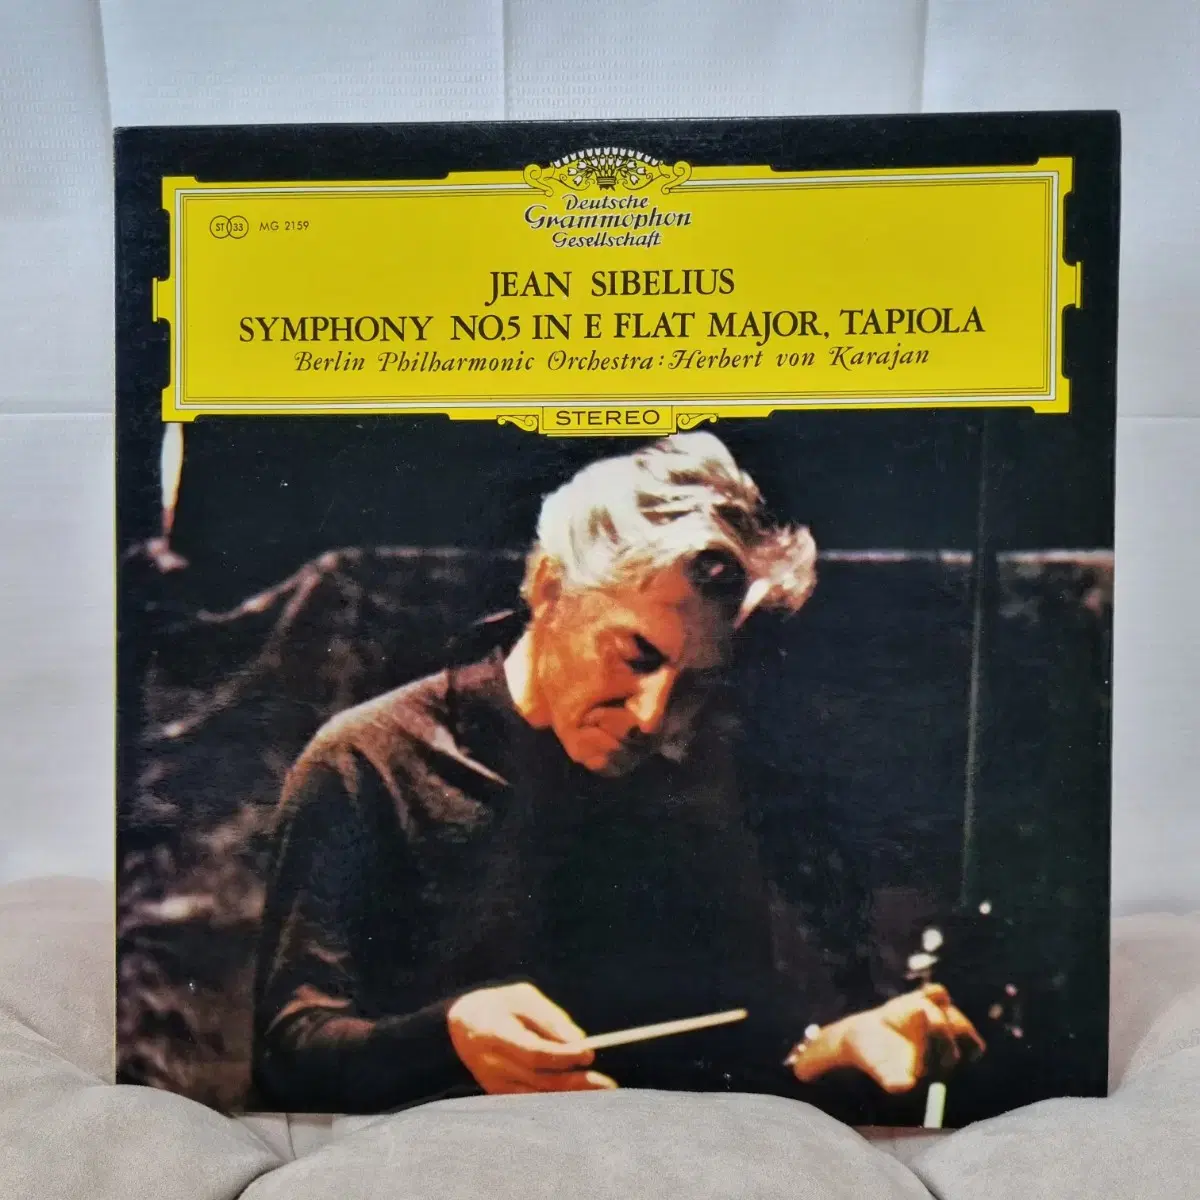 Deutsche
Grammophon
Gesellschaft
ST 33 MG 2159
JEAN SIBELIUS
SYMPHONY NO.5 IN E FLAT MAJOR, TAPIOLA
Berlin Philharmonic Orchestra: Herbert von Karajan
STEREO